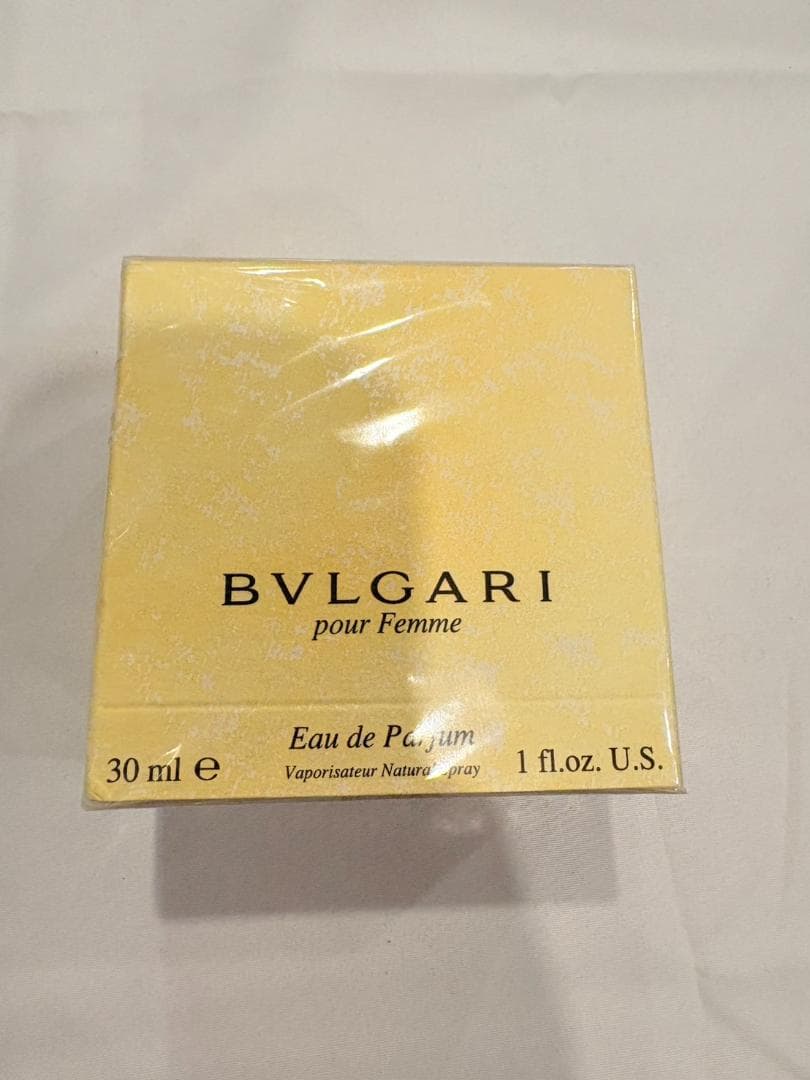 BVLGARI
pour Femme
Eau de Parfum
30 ml ℮ Vaporisateur Natural Spray 1 fl.oz. U.S.